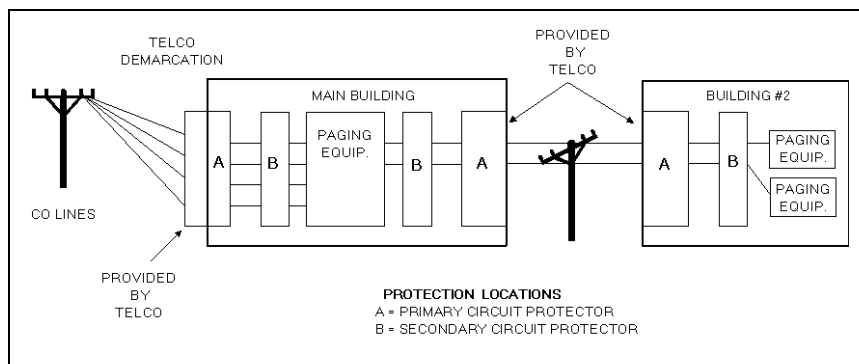 TELCO
DEMARCATION
PROVIDED
BY
TELCO
MAIN BUILDING
BUILDING #2
PAGING
EQUIP.
A
B
B
A
A
B
PAGING
EQUIP.
PAGING
EQUIP.
CO LINES
PROVIDED
BY
TELCO
PROTECTION LOCATIONS
A = PRIMARY CIRCUIT PROTECTOR
B = SECONDARY CIRCUIT PROTECTOR